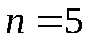 n = 5